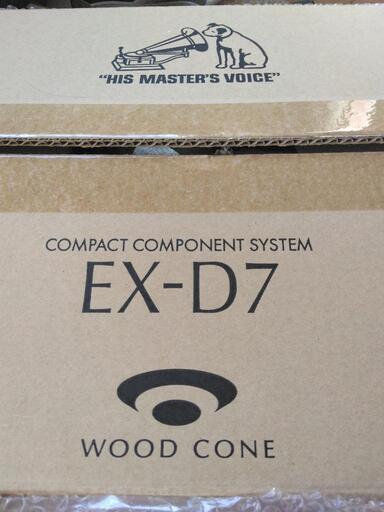 "HIS MASTER'S VOICE"
COMPACT COMPONENT SYSTEM
EX-D7
WOOD CONE